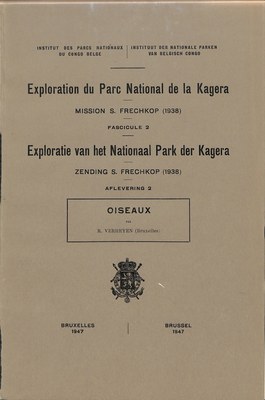 INSTITUT DES PARCS NATIONAUX
DU CONGO BELGE
INSTITUUT DER NATIONALE PARKEN
VAN BELGISCH CONGO
Exploration du Parc National de la Kagera
MISSION S. FRECHKOP (1938)
FASCICULE 2
Exploratie van het Nationaal Park der Kagera
ZENDING S. FRECHKOP (1938)
AFLEVERING 2
OISEAUX
PAR
R. VERHEYEN (Bruxelles)
BRUXELLES
1947
BRUSSEL
1947